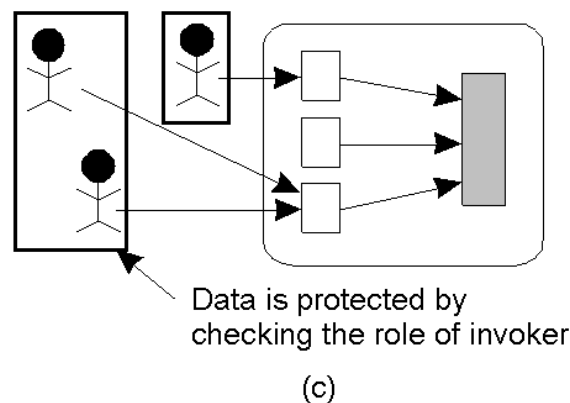 Data is protected by
checking the role of invoker
(c)